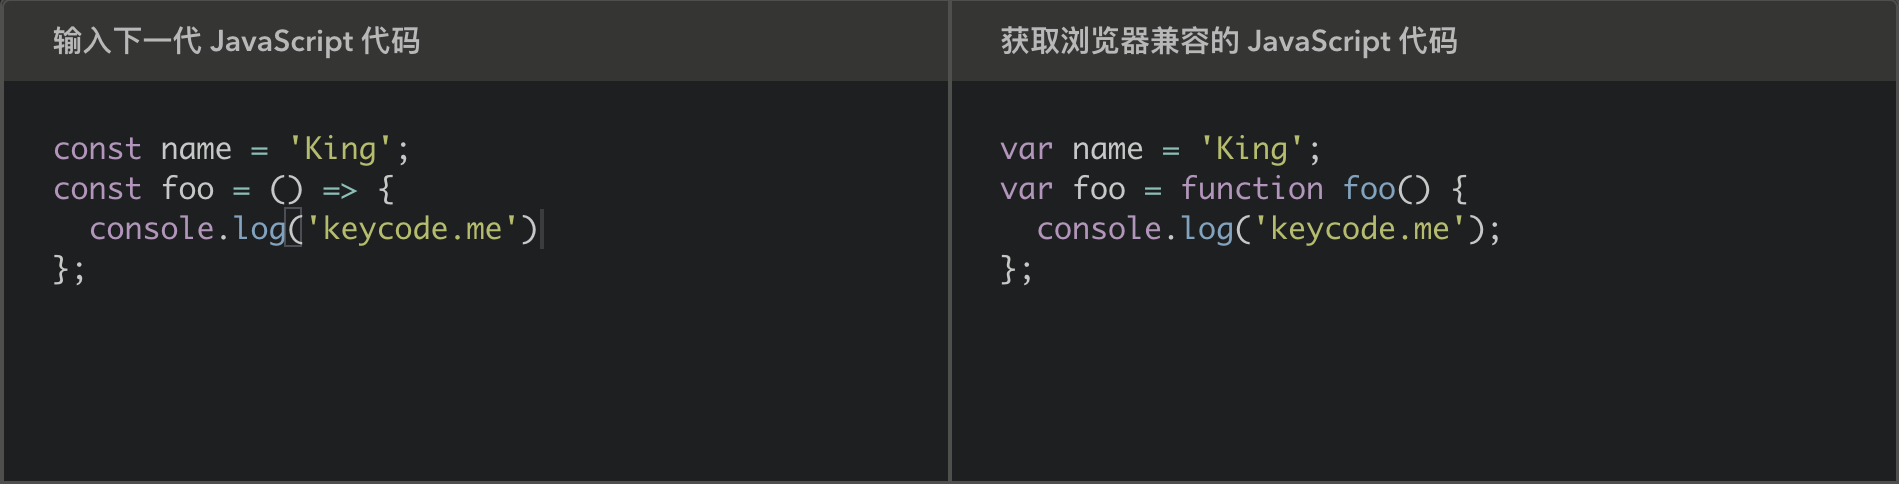 输入下一代 JavaScript 代码
const name = 'King';
const foo = () => {
  console.log('keycode.me')
};
获取浏览器兼容的 JavaScript 代码
var name = 'King';
var foo = function foo() {
  console.log('keycode.me');
};